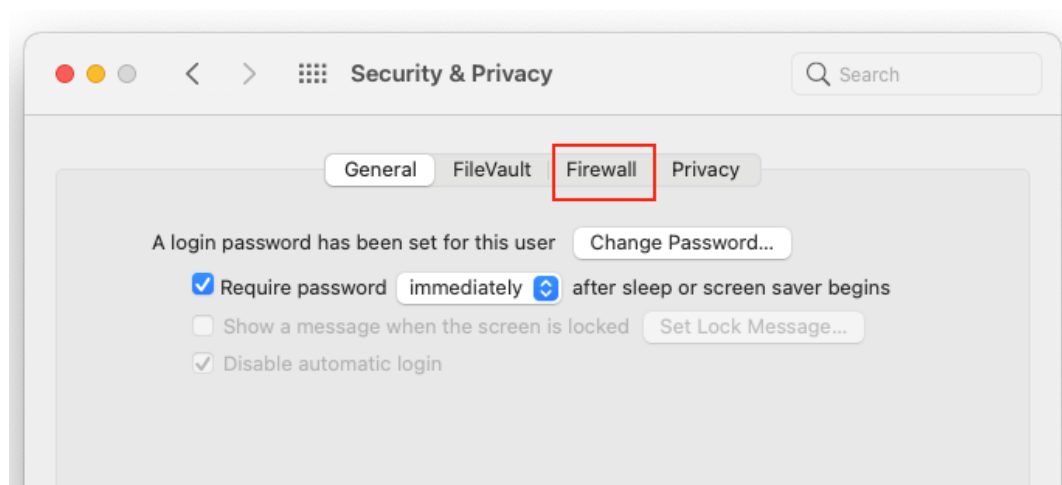 Security & Privacy Search
General FileVault Firewall Privacy
A login password has been set for this user Change Password...
Require password immediately after sleep or screen saver begins
Show a message when the screen is locked Set Lock Message...
Disable automatic login